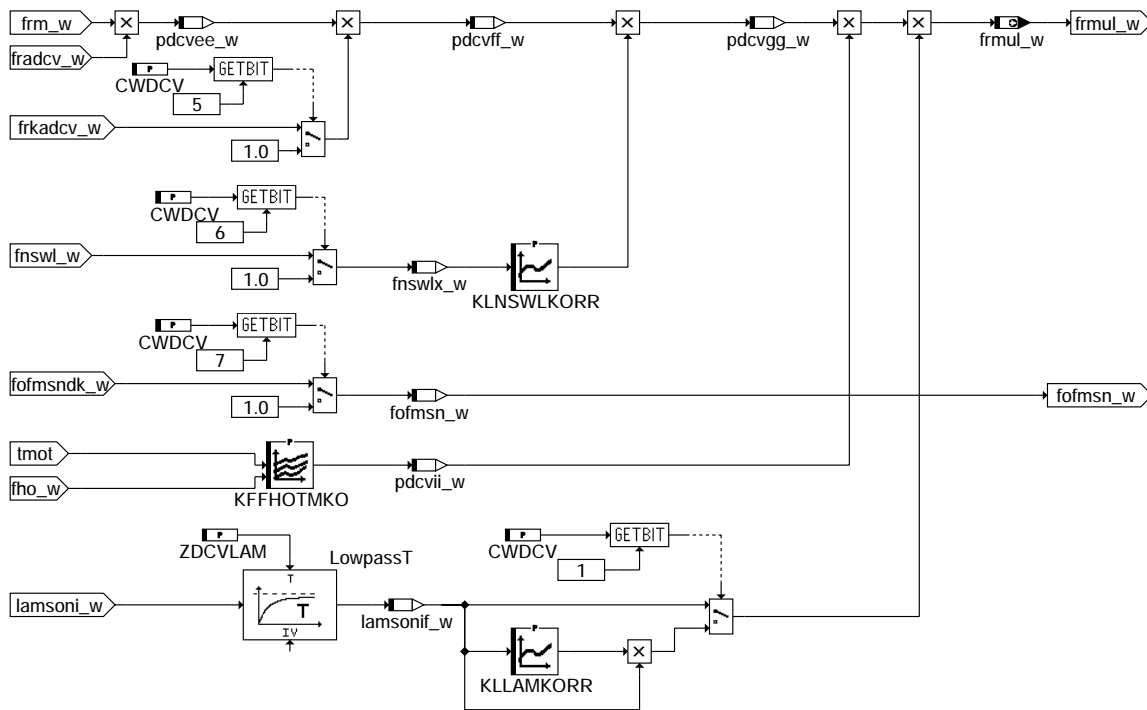 frm_w
pdcvee_w
pdcvff_w
pdcvgg_w
frmul_w
frmul_w
fradcv_w
P
GETBIT
CWDCV
5
frkadcv_w
1.0
P
GETBIT
CWDCV
6
fnswl_w
1.0
fnswlx_w
P
KLNSWLKORR
P
GETBIT
CWDCV
7
fofmsndk_w
1.0
fofmsn_w
fofmsn_w
tmot
P
fho_w
KFFHOTMKO
pdcvii_w
P
ZDCVLAM
LowpassT
P
GETBIT
CWDCV
1
T
lamsoni_w
T
IV
lamsonif_w
P
KLLAMKORR